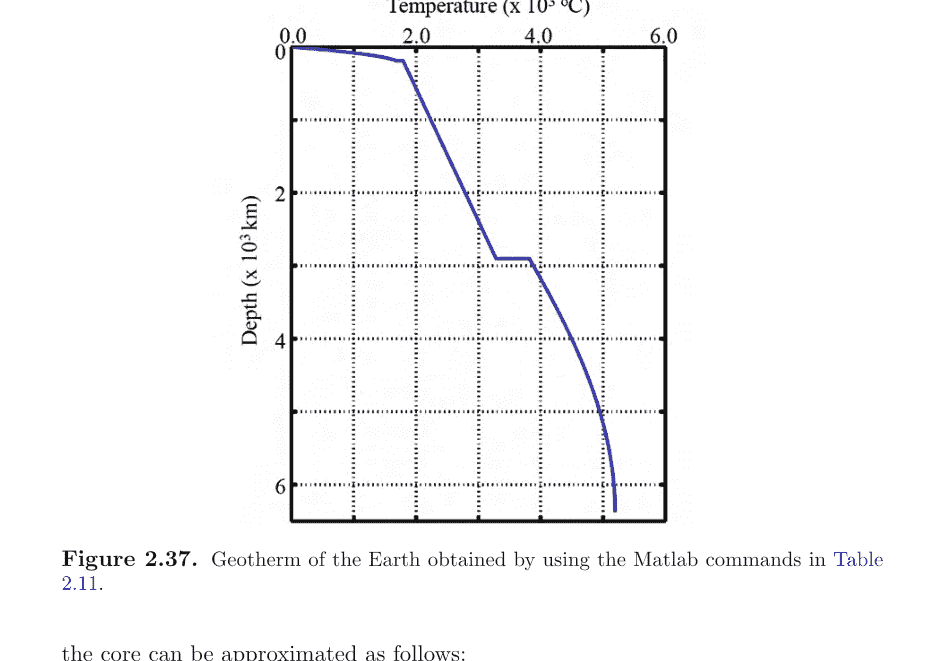 Temperature (x 10³ °C)
0.0 2.0 4.0 6.0
0
2
4
6
Depth (x 10³ km)
Figure 2.37. Geotherm of the Earth obtained by using the Matlab commands in Table
2.11.
the core can be approximated as follows: